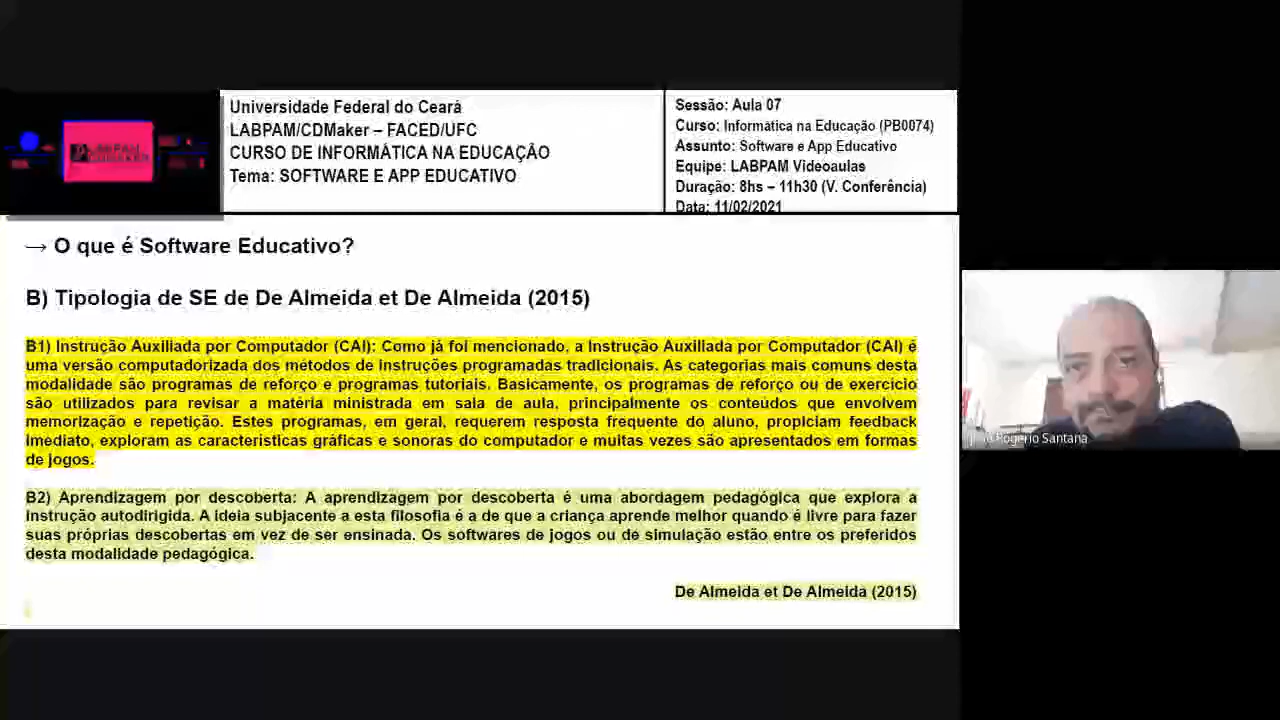 Universidade Federal do Ceará
LABPAM/CDMaker – FACED/UFC
CURSO DE INFORMÁTICA NA EDUCAÇÃO
Tema: SOFTWARE E APP EDUCATIVO
Sessão: Aula 07
Curso: Informática na Educação (PB0074)
Assunto: Software e App Educativo
Equipe: LABPAM Videoaulas
Duração: 8hs – 11h30 (V. Conferência)
Data: 11/02/2021
→ O que é Software Educativo?
B) Tipologia de SE de De Almeida et De Almeida (2015)
B1) Instrução Auxiliada por Computador (CAI): Como já foi mencionado, a Instrução Auxiliada por Computador (CAI) é
uma versão computadorizada dos métodos de instruções programadas tradicionais. As categorias mais comuns desta
modalidade são programas de reforço e programas tutoriais. Basicamente, os programas de reforço ou de exercício
são utilizados para revisar a matéria ministrada em sala de aula, principalmente os conteúdos que envolvem
memorização e repetição. Estes programas, em geral, requerem resposta frequente do aluno, propiciam feedback
imediato, exploram as características gráficas e sonoras do computador e muitas vezes são apresentados em formas
de jogos.
B2) Aprendizagem por descoberta: A aprendizagem por descoberta é uma abordagem pedagógica que explora a
instrução autodirigida. A ideia subjacente a esta filosofia é a de que a criança aprende melhor quando é livre para fazer
suas próprias descobertas em vez de ser ensinada. Os softwares de jogos ou de simulação estão entre os preferidos
desta modalidade pedagógica.
De Almeida et De Almeida (2015)
Rogério Santana